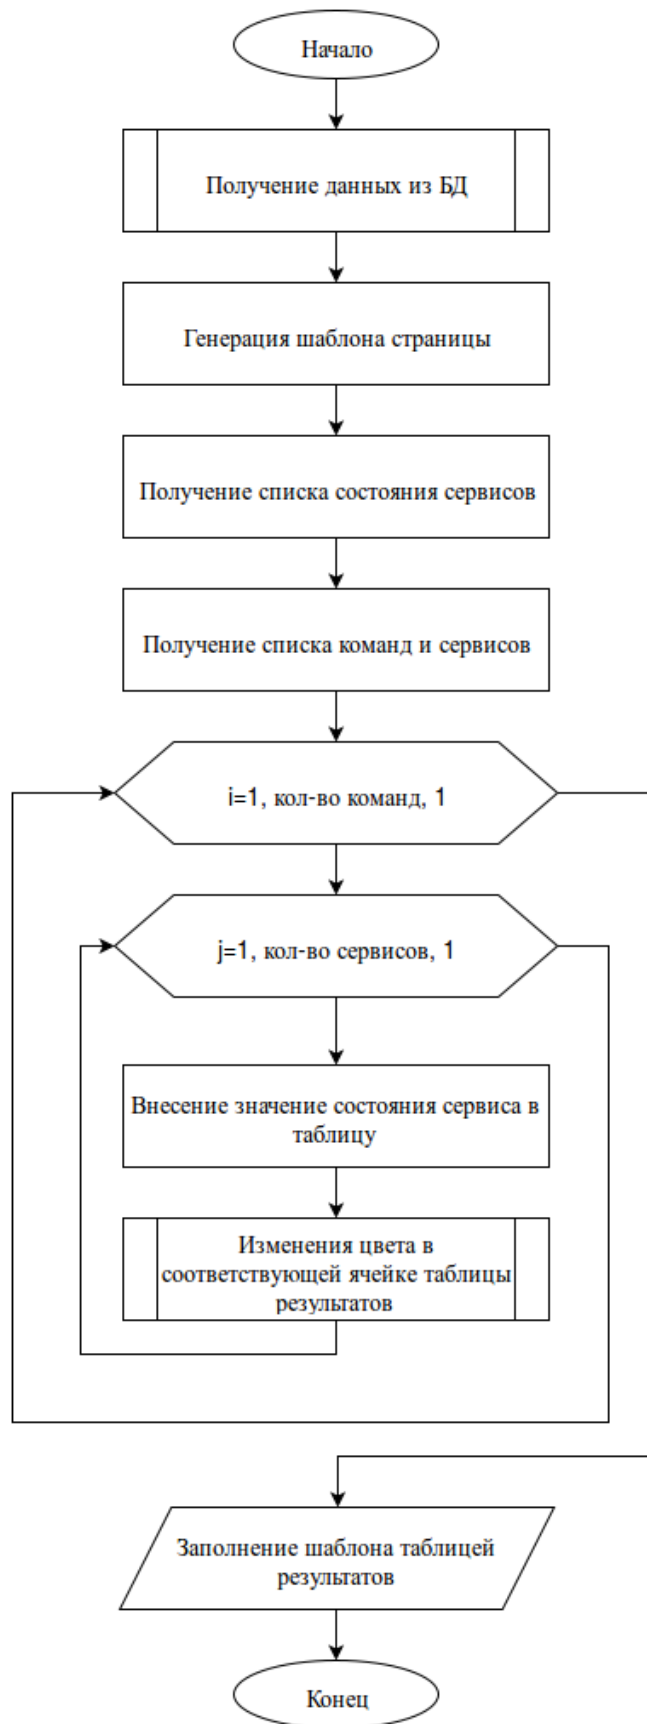 Начало
Получение данных из БД
Генерация шаблона страницы
Получение списка состояния сервисов
Получение списка команд и сервисов
i=1, кол-во команд, 1
j=1, кол-во сервисов, 1
Внесение значение состояния сервиса в
таблицу
Изменения цвета в
соответствующей ячейке таблицы
результатов
Заполнение шаблона таблицей
результатов
Конец